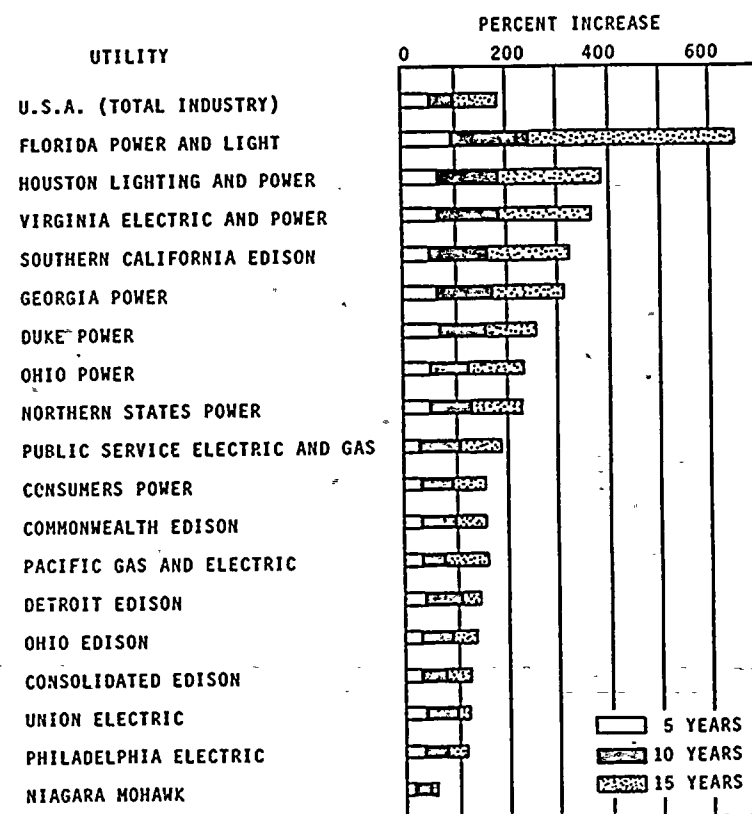 PERCENT INCREASE
UTILITY
0 200 400 600
U.S.A. (TOTAL INDUSTRY)
FLORIDA POWER AND LIGHT
HOUSTON LIGHTING AND POWER
VIRGINIA ELECTRIC AND POWER
SOUTHERN CALIFORNIA EDISON
GEORGIA POWER
DUKE POWER
OHIO POWER
NORTHERN STATES POWER
PUBLIC SERVICE ELECTRIC AND GAS
CONSUMERS POWER
COMMONWEALTH EDISON
PACIFIC GAS AND ELECTRIC
DETROIT EDISON
OHIO EDISON
CONSOLIDATED EDISON
UNION ELECTRIC
PHILADELPHIA ELECTRIC
NIAGARA MOHAWK
5 YEARS
10 YEARS
15 YEARS